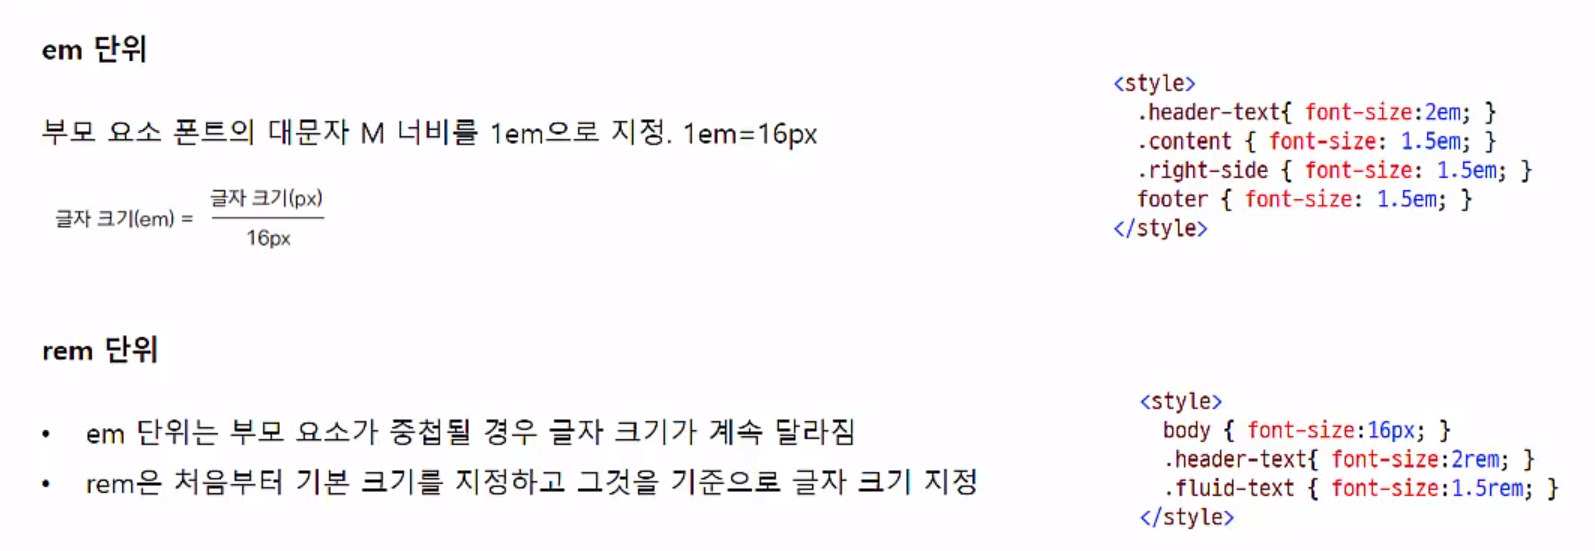 em 단위
부모 요소 폰트의 대문자 M 너비를 1em으로 지정. 1em=16px
글자 크기(em) = 글자 크기(px)
16px
<style>
.header-text{ font-size:2em; }
.content { font-size: 1.5em; }
.right-side { font-size: 1.5em; }
footer { font-size: 1.5em; }
</style>
rem 단위
• em 단위는 부모 요소가 중첩될 경우 글자 크기가 계속 달라짐
• rem은 처음부터 기본 크기를 지정하고 그것을 기준으로 글자 크기 지정
<style>
body { font-size:16px; }
.header-text{ font-size:2rem; }
.fluid-text { font-size:1.5rem; }
</style>